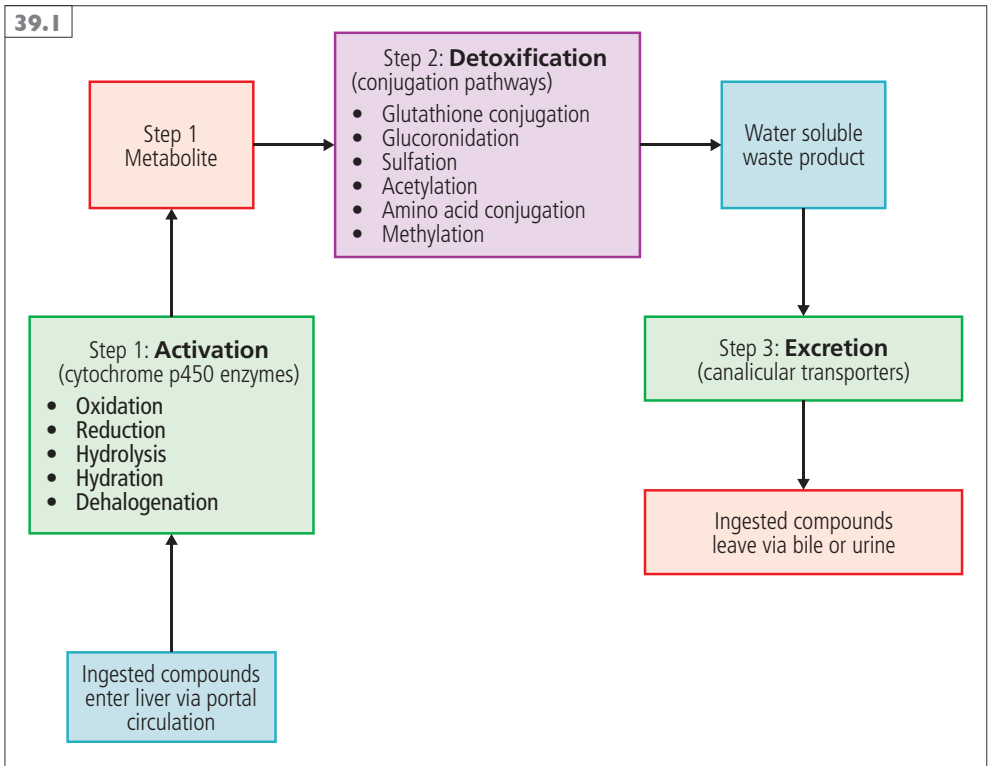 39.1
Ingested compounds
enter liver via portal
circulation
Step 1: Activation
(cytochrome p450 enzymes)
• Oxidation
• Reduction
• Hydrolysis
• Hydration
• Dehalogenation
Step 1
Metabolite
Step 2: Detoxification
(conjugation pathways)
• Glutathione conjugation
• Glucoronidation
• Sulfation
• Acetylation
• Amino acid conjugation
• Methylation
Water soluble
waste product
Step 3: Excretion
(canalicular transporters)
Ingested compounds
leave via bile or urine